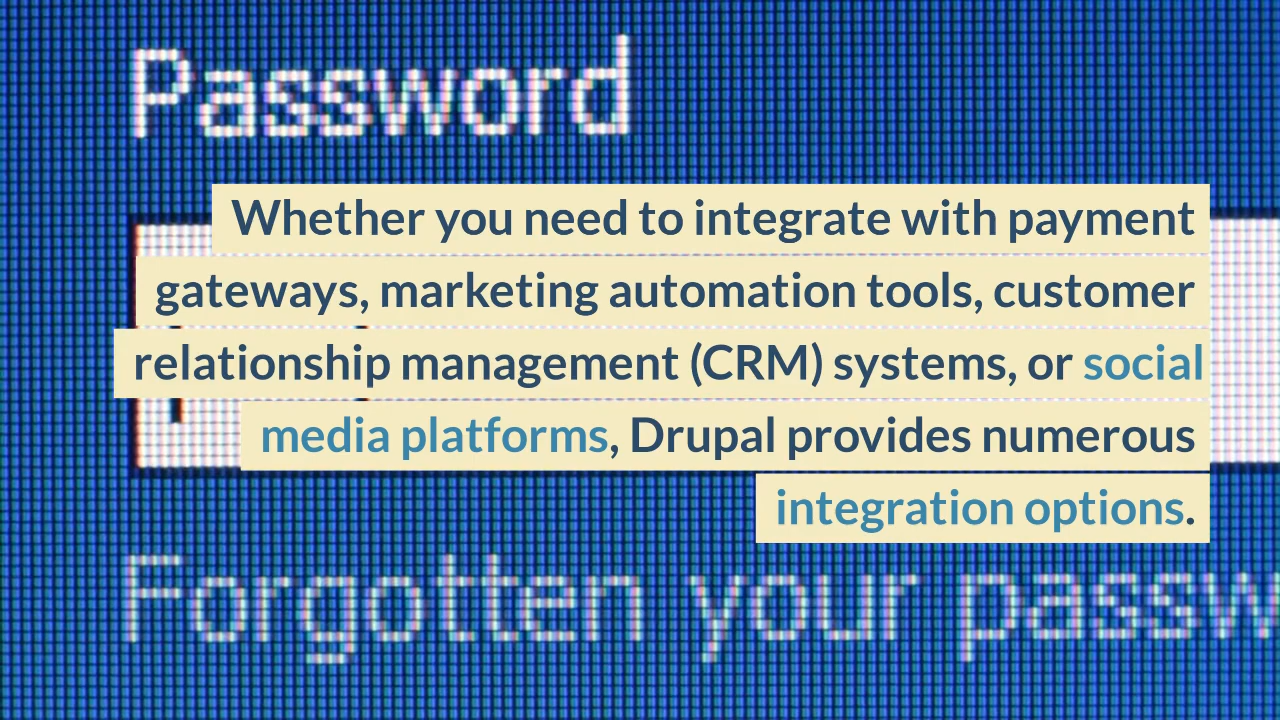 Password
Whether you need to integrate with payment
gateways, marketing automation tools, customer
relationship management (CRM) systems, or social
media platforms, Drupal provides numerous
integration options.
Forgotten your passw